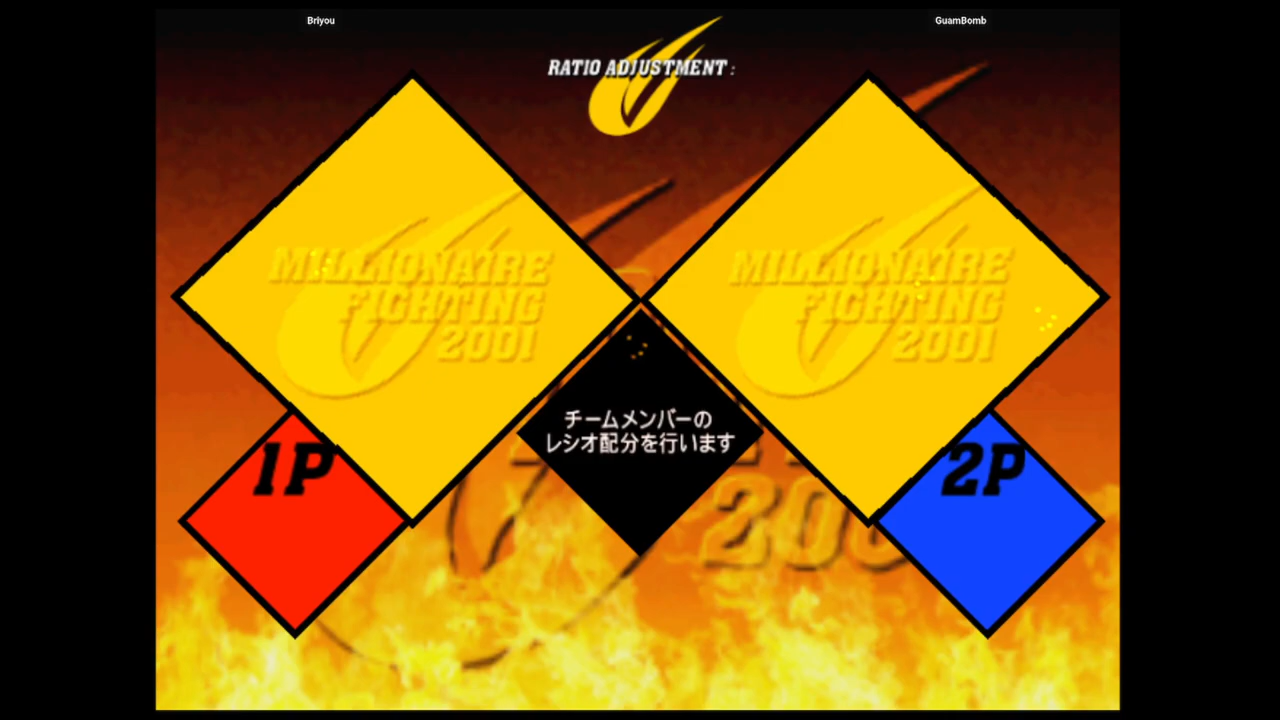 Briyou
GuamBomb
RATIO ADJUSTMENT :
MILLIONAIRE
FIGHTING
2001
MILLIONAIRE
FIGHTING
2001
チームメンバーの
レシオ配分を行います
1P
2P
200